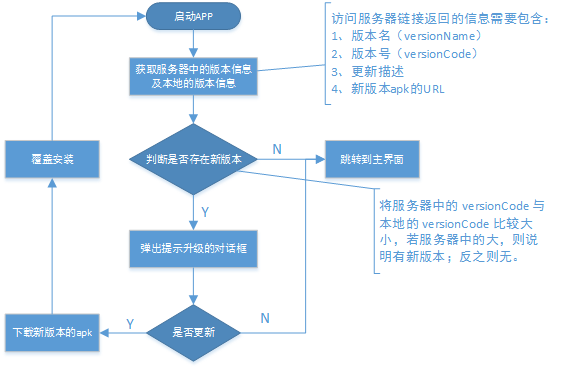 启动APP
访问服务器链接返回的信息需要包含：
1、版本名（versionName）
2、版本号（versionCode）
3、更新描述
4、新版本apk的URL
获取服务器中的版本信息
及本地的版本信息
覆盖安装
判断是否存在新版本
N
跳转到主界面
将服务器中的 versionCode 与
本地的 versionCode 比较大
小，若服务器中的大，则说
明有新版本；反之则无。
Y
弹出提示升级的对话框
下载新版本的apk
Y
是否更新
N